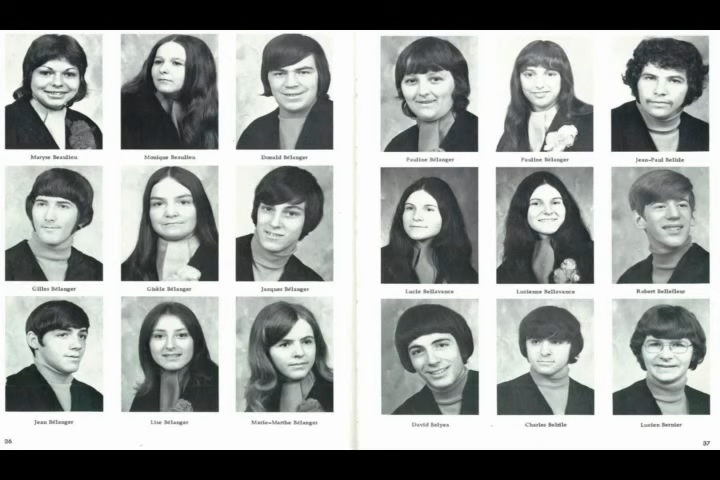 Maryse Beaulieu
Monique Beaulieu
Donald Bélanger
Gilles Bélanger
Gisèle Bélanger
Jacques Bélanger
Jean Bélanger
Lise Bélanger
Marie-Marthe Bélanger
36
Pauline Bélanger
Pauline Bélanger
Jean-Paul Belisle
Lucie Bellavance
Lucienne Bellavance
Robert Bellefleur
David Belyea
Charles Belzile
Lucien Bernier
37